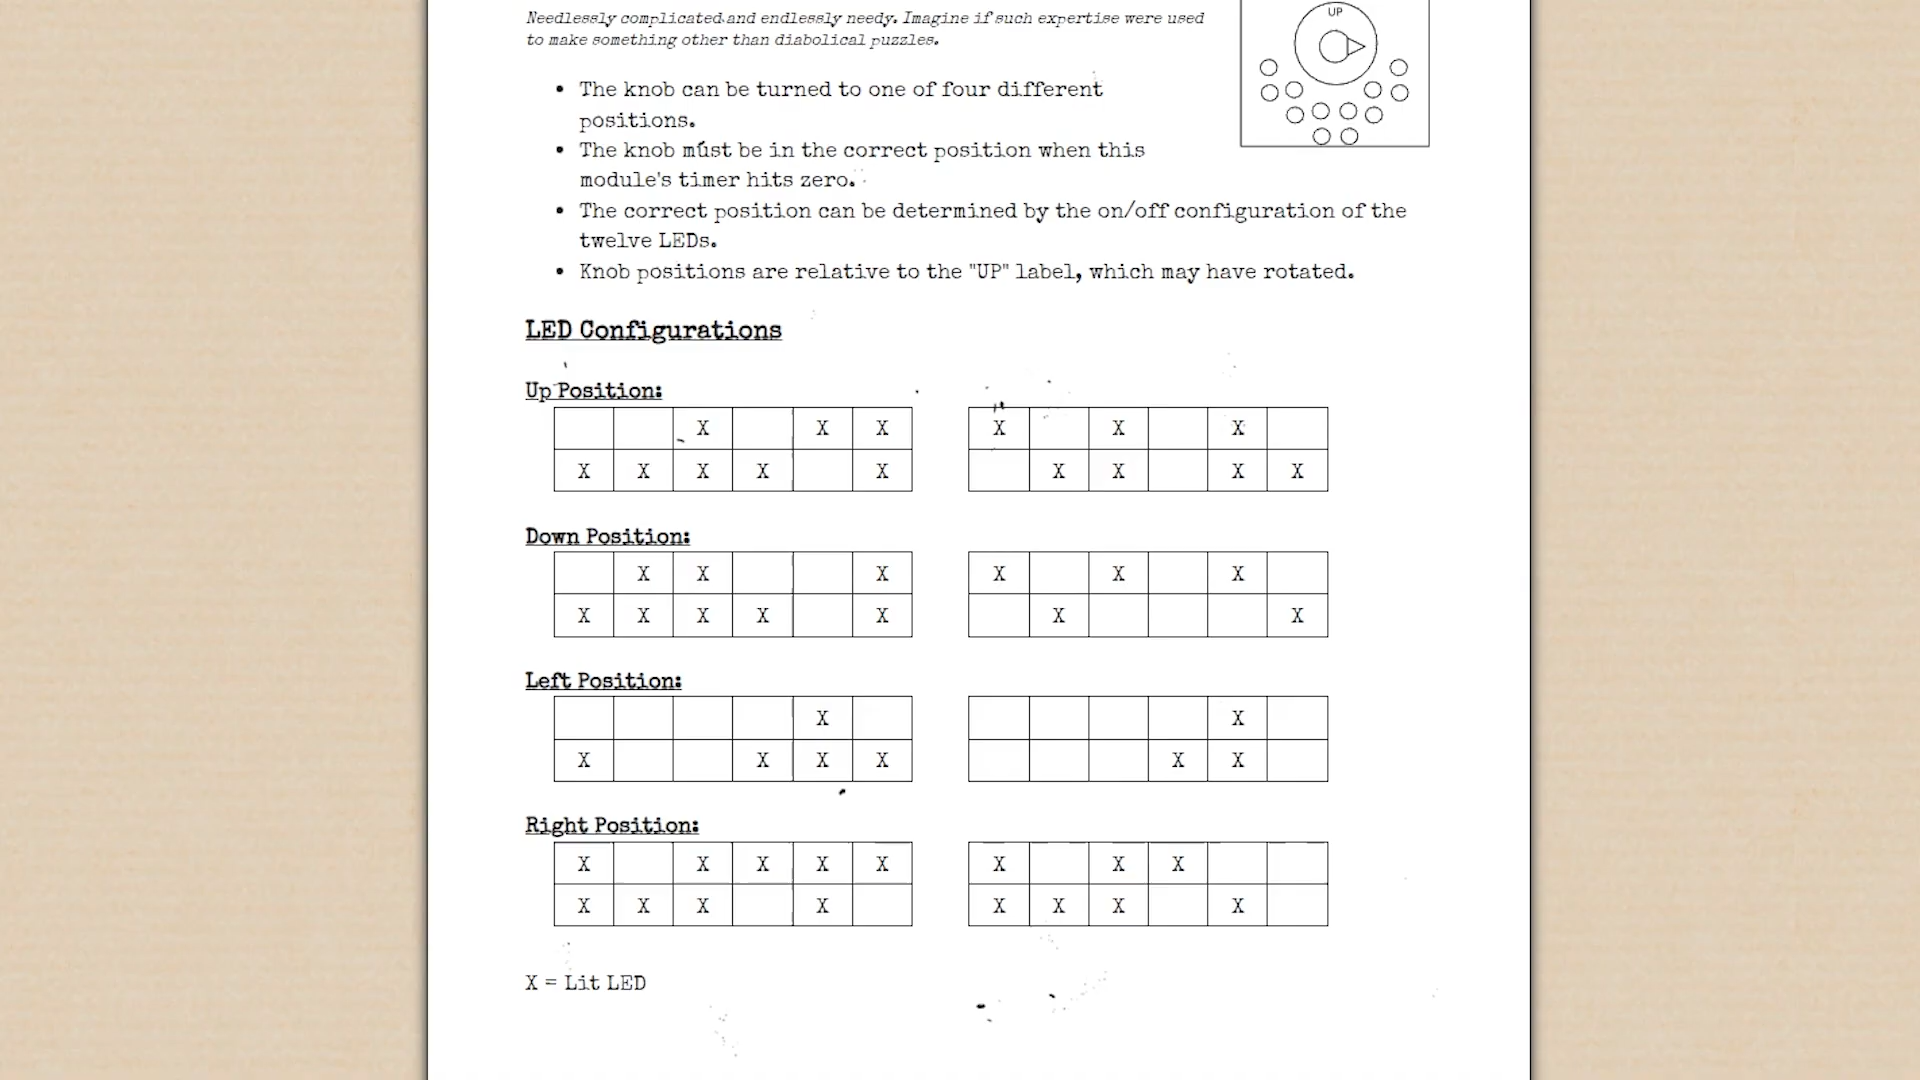 Needlessly complicated and endlessly needy. Imagine if such expertise were used
to make something other than diabolical puzzles.
UP
• The knob can be turned to one of four different
positions.
• The knob must be in the correct position when this
module's timer hits zero.
• The correct position can be determined by the on/off configuration of the
twelve LEDs.
• Knob positions are relative to the "UP" label, which may have rotated.
LED Configurations
Up Position:
X X X X X X
X X X X X X X X X
Down Position:
X X X X X X
X X X X X X X
Left Position:
X X
X X X X X X
Right Position:
X X X X X X X X
X X X X X X X X
X = Lit LED